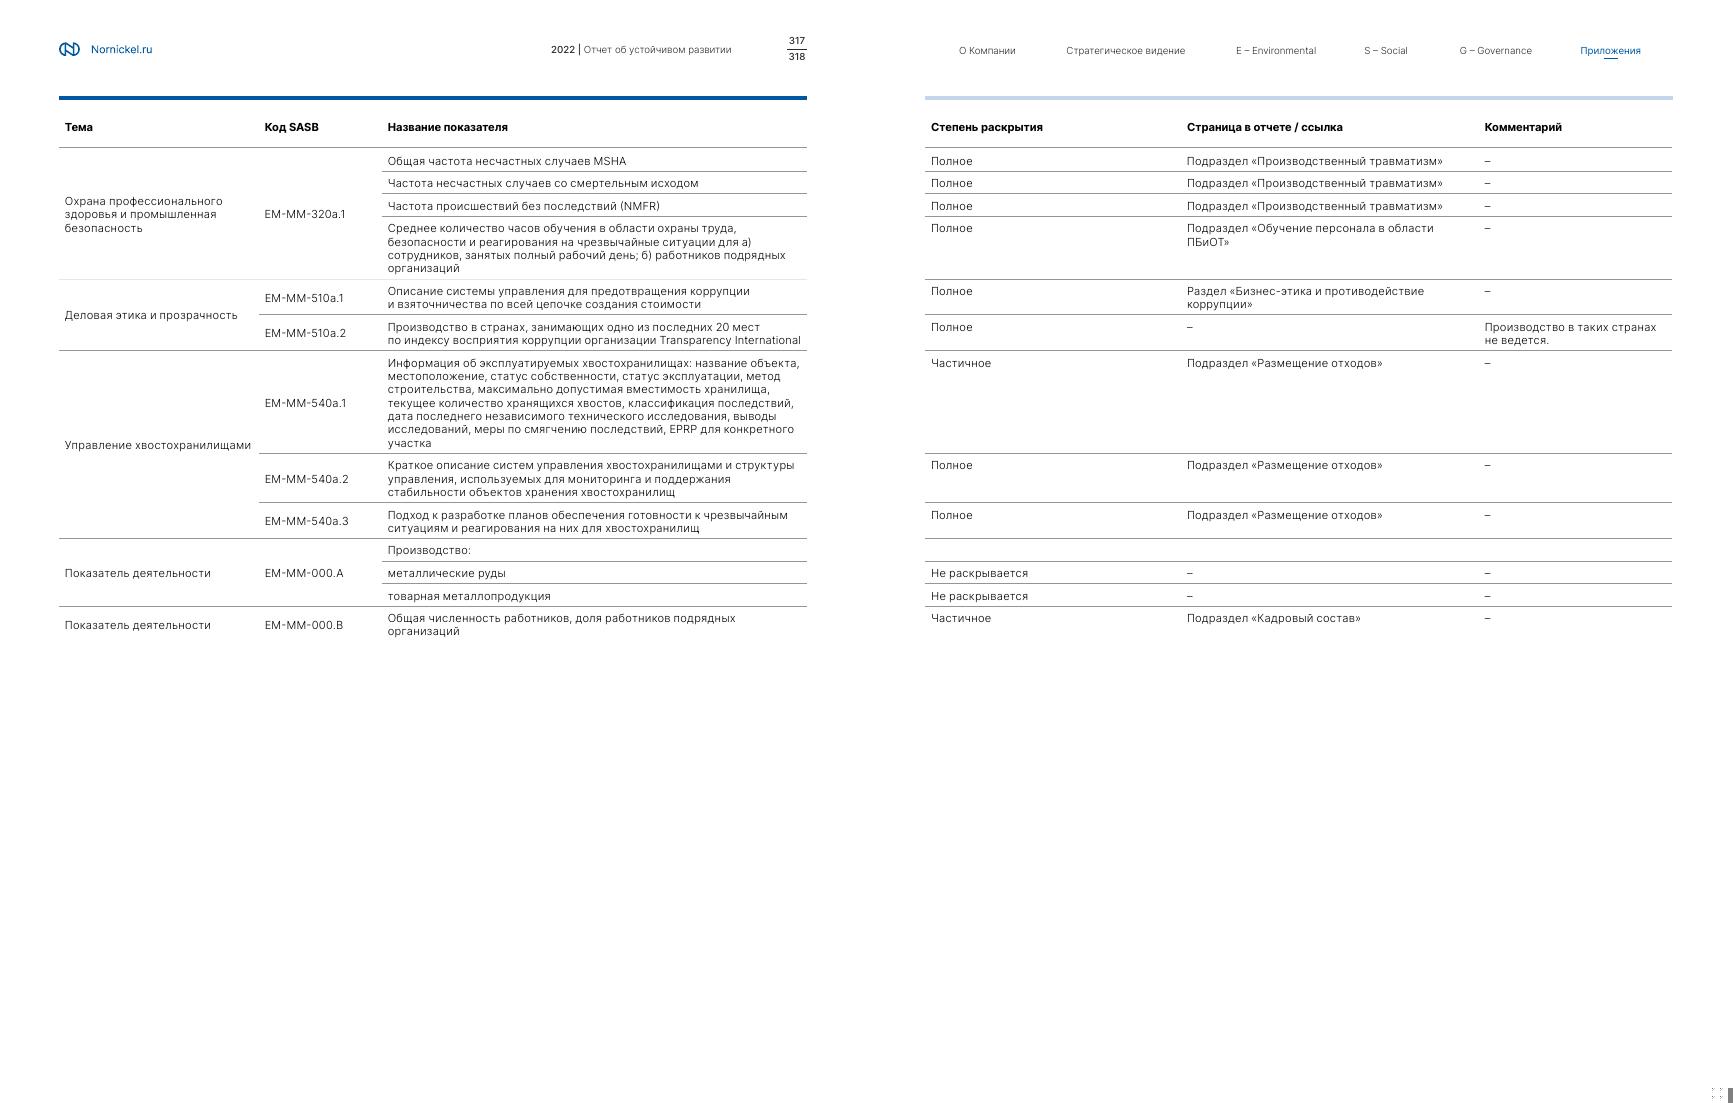 Nornickel.ru
2022 | Отчет об устойчивом развитии
317
318
О Компании
Стратегическое видение
E – Environmental
S – Social
G – Governance
Приложения
Тема
Код SASB
Название показателя
Степень раскрытия
Страница в отчете / ссылка
Комментарий
Охрана профессионального
здоровья и промышленная
безопасность
EM-MM-320a.1
Общая частота несчастных случаев MSHA
Полное
Подраздел «Производственный травматизм»
–
Частота несчастных случаев со смертельным исходом
Полное
Подраздел «Производственный травматизм»
–
Частота происшествий без последствий (NMFR)
Полное
Подраздел «Производственный травматизм»
–
Среднее количество часов обучения в области охраны труда,
безопасности и реагирования на чрезвычайные ситуации для а)
сотрудников, занятых полный рабочий день; б) работников подрядных
организаций
Полное
Подраздел «Обучение персонала в области
ПБиОТ»
–
Деловая этика и прозрачность
EM-MM-510a.1
Описание системы управления для предотвращения коррупции
и взяточничества по всей цепочке создания стоимости
Полное
Раздел «Бизнес-этика и противодействие
коррупции»
–
EM-MM-510a.2
Производство в странах, занимающих одно из последних 20 мест
по индексу восприятия коррупции организации Transparency International
Полное
–
Производство в таких странах
не ведется.
Управление хвостохранилищами
EM-MM-540a.1
Информация об эксплуатируемых хвостохранилищах: название объекта,
местоположение, статус собственности, статус эксплуатации, метод
строительства, максимально допустимая вместимость хранилища,
текущее количество хранящихся хвостов, классификация последствий,
дата последнего независимого технического исследования, выводы
исследований, меры по смягчению последствий, EPRP для конкретного
участка
Частичное
Подраздел «Размещение отходов»
–
EM-MM-540a.2
Краткое описание систем управления хвостохранилищами и структуры
управления, используемых для мониторинга и поддержания
стабильности объектов хранения хвостохранилищ
Полное
Подраздел «Размещение отходов»
–
EM-MM-540a.3
Подход к разработке планов обеспечения готовности к чрезвычайным
ситуациям и реагирования на них для хвостохранилищ
Полное
Подраздел «Размещение отходов»
–
Показатель деятельности
EM-MM-000.A
Производство:
металлические руды
Не раскрывается
–
–
товарная металлопродукция
Не раскрывается
–
–
Показатель деятельности
EM-MM-000.B
Общая численность работников, доля работников подрядных
организаций
Частичное
Подраздел «Кадровый состав»
–